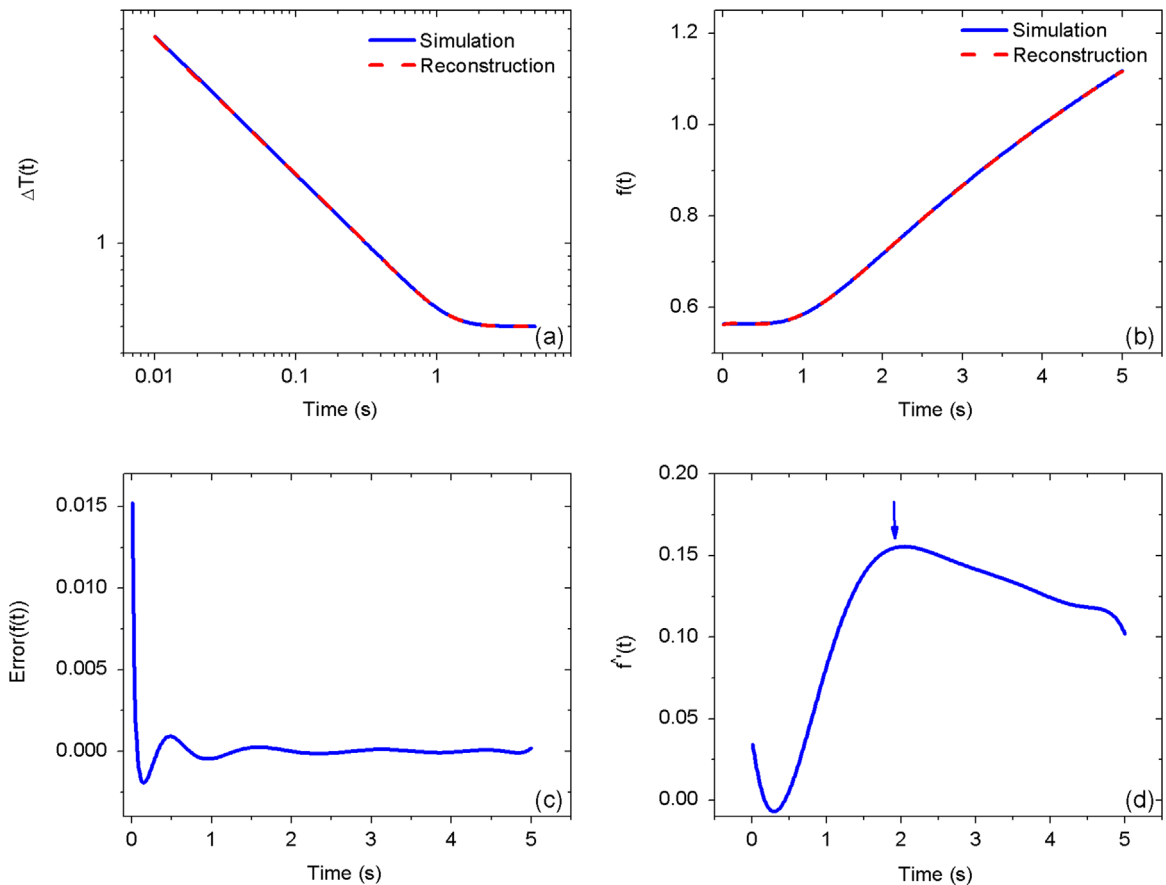 Simulation
Reconstruction
ΔT(t)
1
0.01 0.1 1
Time (s)
(a)
Simulation
Reconstruction
f(t)
1.2
1.0
0.8
0.6
0 1 2 3 4 5
Time (s)
(b)
Error(f(t))
0.015
0.010
0.005
0.000
0 1 2 3 4 5
Time (s)
(c)
f^'(t)
0.20
0.15
0.10
0.05
0.00
0 1 2 3 4 5
Time (s)
(d)